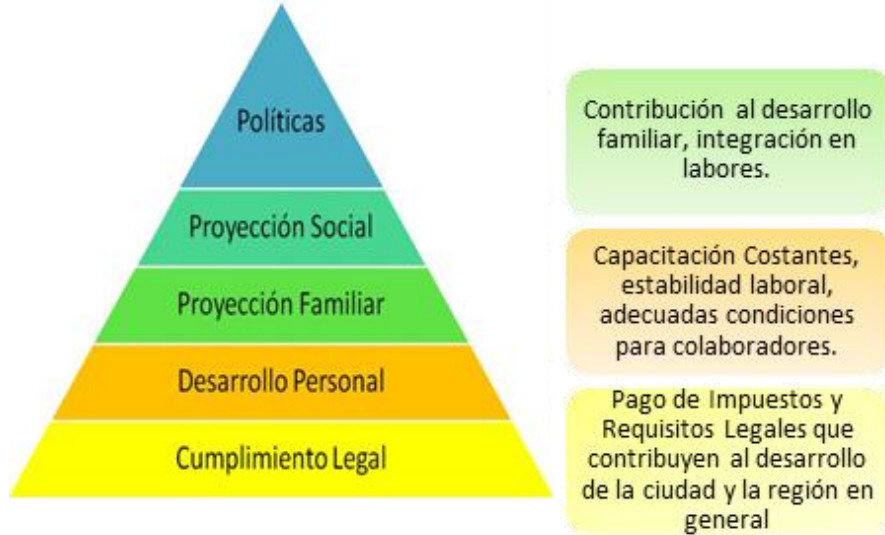 Políticas
Proyección Social
Proyección Familiar
Desarrollo Personal
Cumplimiento Legal
Contribución al desarrollo
familiar, integración en
labores.
Capacitación Costantes,
estabilidad laboral,
adecuadas condiciones
para colaboradores.
Pago de Impuestos y
Requisitos Legales que
contribuyen al desarrollo
de la ciudad y la región en
general